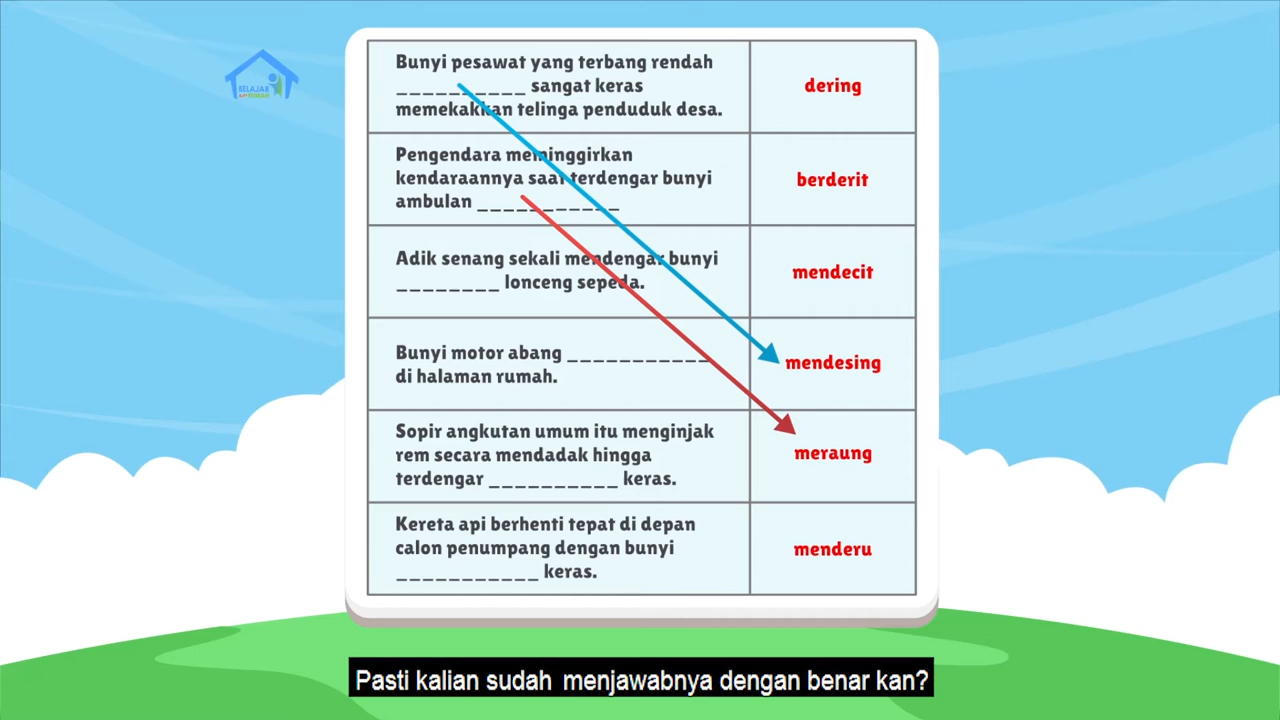 BELAJAR
Bunyi pesawat yang terbang rendah
__________ sangat keras
memekakkan telinga penduduk desa.
dering
Pengendara meminggirkan
kendaraannya saat terdengar bunyi
ambulan ___________
berderit
Adik senang sekali mendengar bunyi
________ lonceng sepeda.
mendecit
Bunyi motor abang ___________
di halaman rumah.
mendesing
Sopir angkutan umum itu menginjak
rem secara mendadak hingga
terdengar __________ keras.
meraung
Kereta api berhenti tepat di depan
calon penumpang dengan bunyi
___________ keras.
menderu
Pasti kalian sudah menjawabnya dengan benar kan?